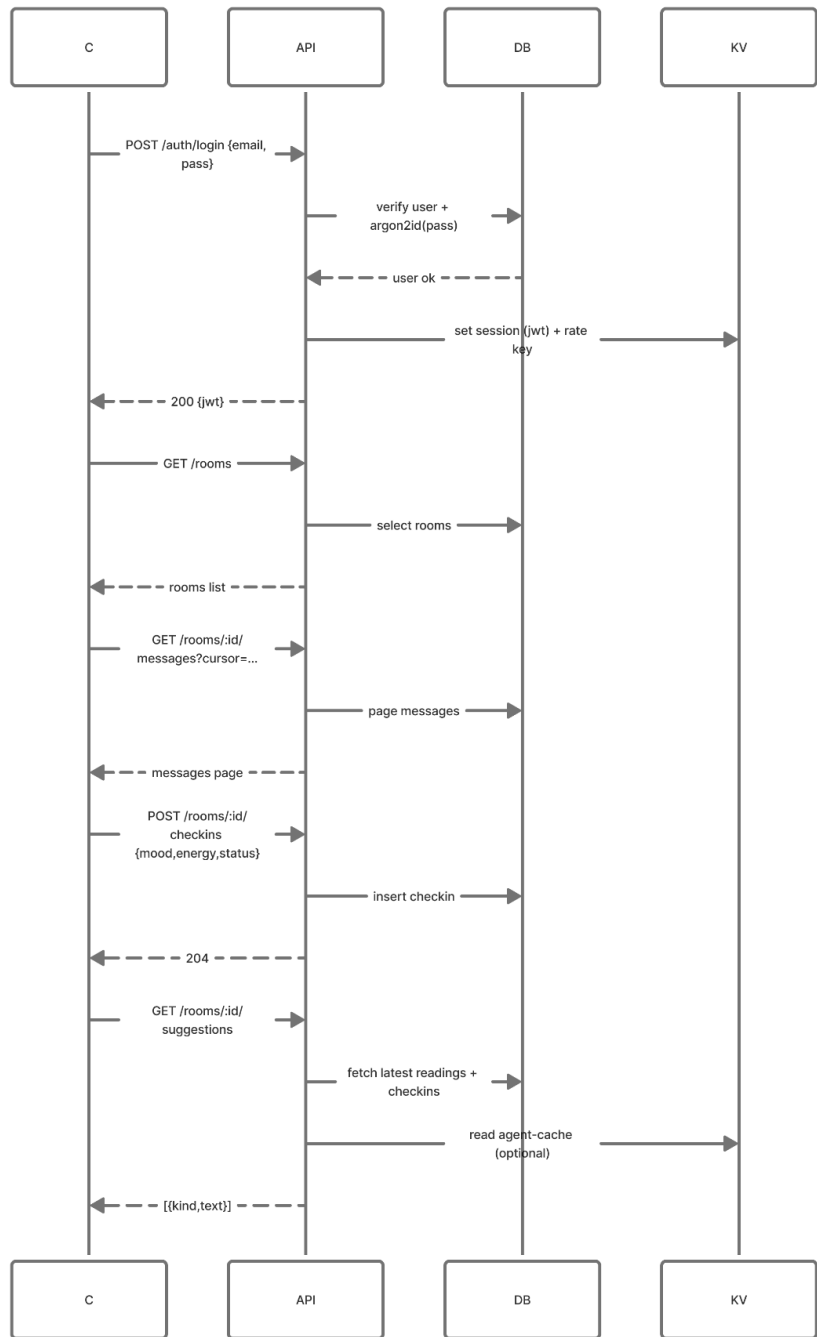 C
API
DB
KV
POST /auth/login {email,
pass}
verify user +
argon2id(pass)
user ok
set session (jwt) + rate
key
200 {jwt}
GET /rooms
select rooms
rooms list
GET /rooms/:id/
messages?cursor=...
page messages
messages page
POST /rooms/:id/
checkins
{mood,energy,status}
insert checkin
204
GET /rooms/:id/
suggestions
fetch latest readings +
checkins
read agent-cache
(optional)
[{kind,text}]
C
API
DB
KV